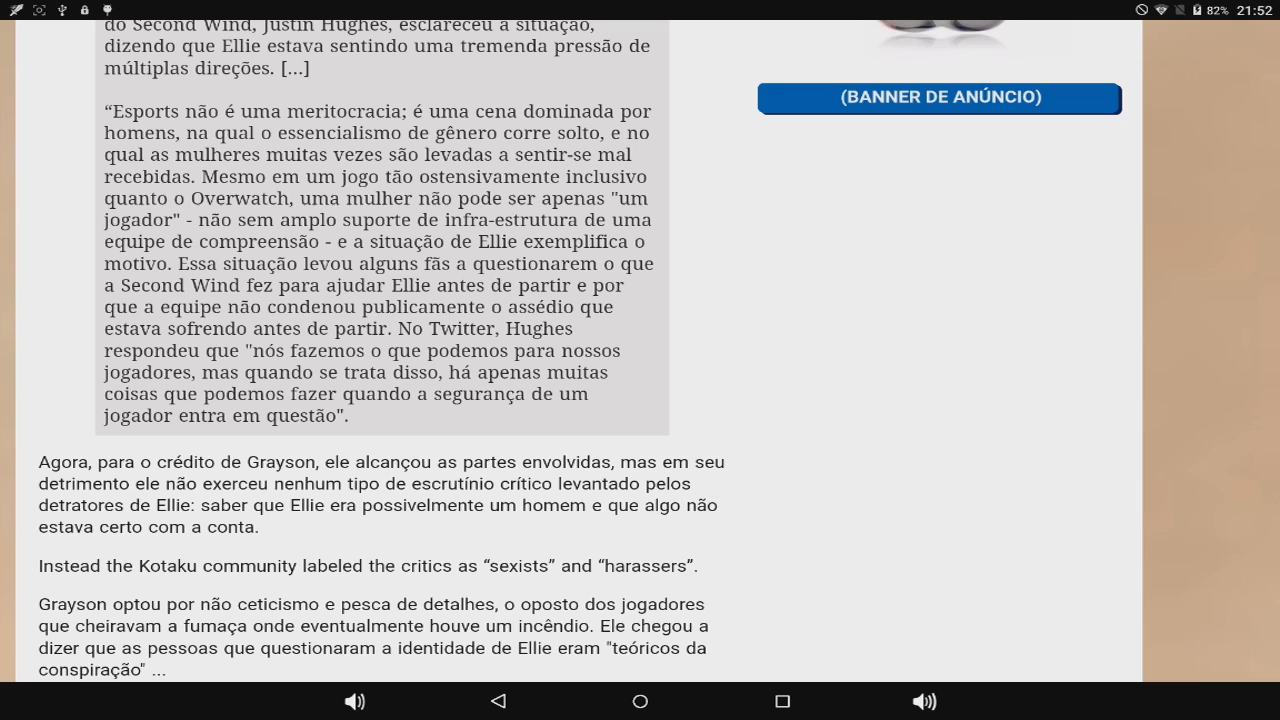 82% 21:52
do Second Wind, Justin Hughes, esclareceu a situação,
dizendo que Ellie estava sentindo uma tremenda pressão de
múltiplas direções. [...]
(BANNER DE ANÚNCIO)
“Esports não é uma meritocracia; é uma cena dominada por
homens, na qual o essencialismo de gênero corre solto, e no
qual as mulheres muitas vezes são levadas a sentir-se mal
recebidas. Mesmo em um jogo tão ostensivamente inclusivo
quanto o Overwatch, uma mulher não pode ser apenas "um
jogador" - não sem amplo suporte de infra-estrutura de uma
equipe de compreensão - e a situação de Ellie exemplifica o
motivo. Essa situação levou alguns fãs a questionarem o que
a Second Wind fez para ajudar Ellie antes de partir e por
que a equipe não condenou publicamente o assédio que
estava sofrendo antes de partir. No Twitter, Hughes
respondeu que "nós fazemos o que podemos para nossos
jogadores, mas quando se trata disso, há apenas muitas
coisas que podemos fazer quando a segurança de um
jogador entra em questão".
Agora, para o crédito de Grayson, ele alcançou as partes envolvidas, mas em seu
detrimento ele não exerceu nenhum tipo de escrutínio crítico levantado pelos
detratores de Ellie: saber que Ellie era possivelmente um homem e que algo não
estava certo com a conta.
Instead the Kotaku community labeled the critics as “sexists” and “harassers”.
Grayson optou por não ceticismo e pesca de detalhes, o oposto dos jogadores
que cheiravam a fumaça onde eventualmente houve um incêndio. Ele chegou a
dizer que as pessoas que questionaram a identidade de Ellie eram "teóricos da
conspiração" ...